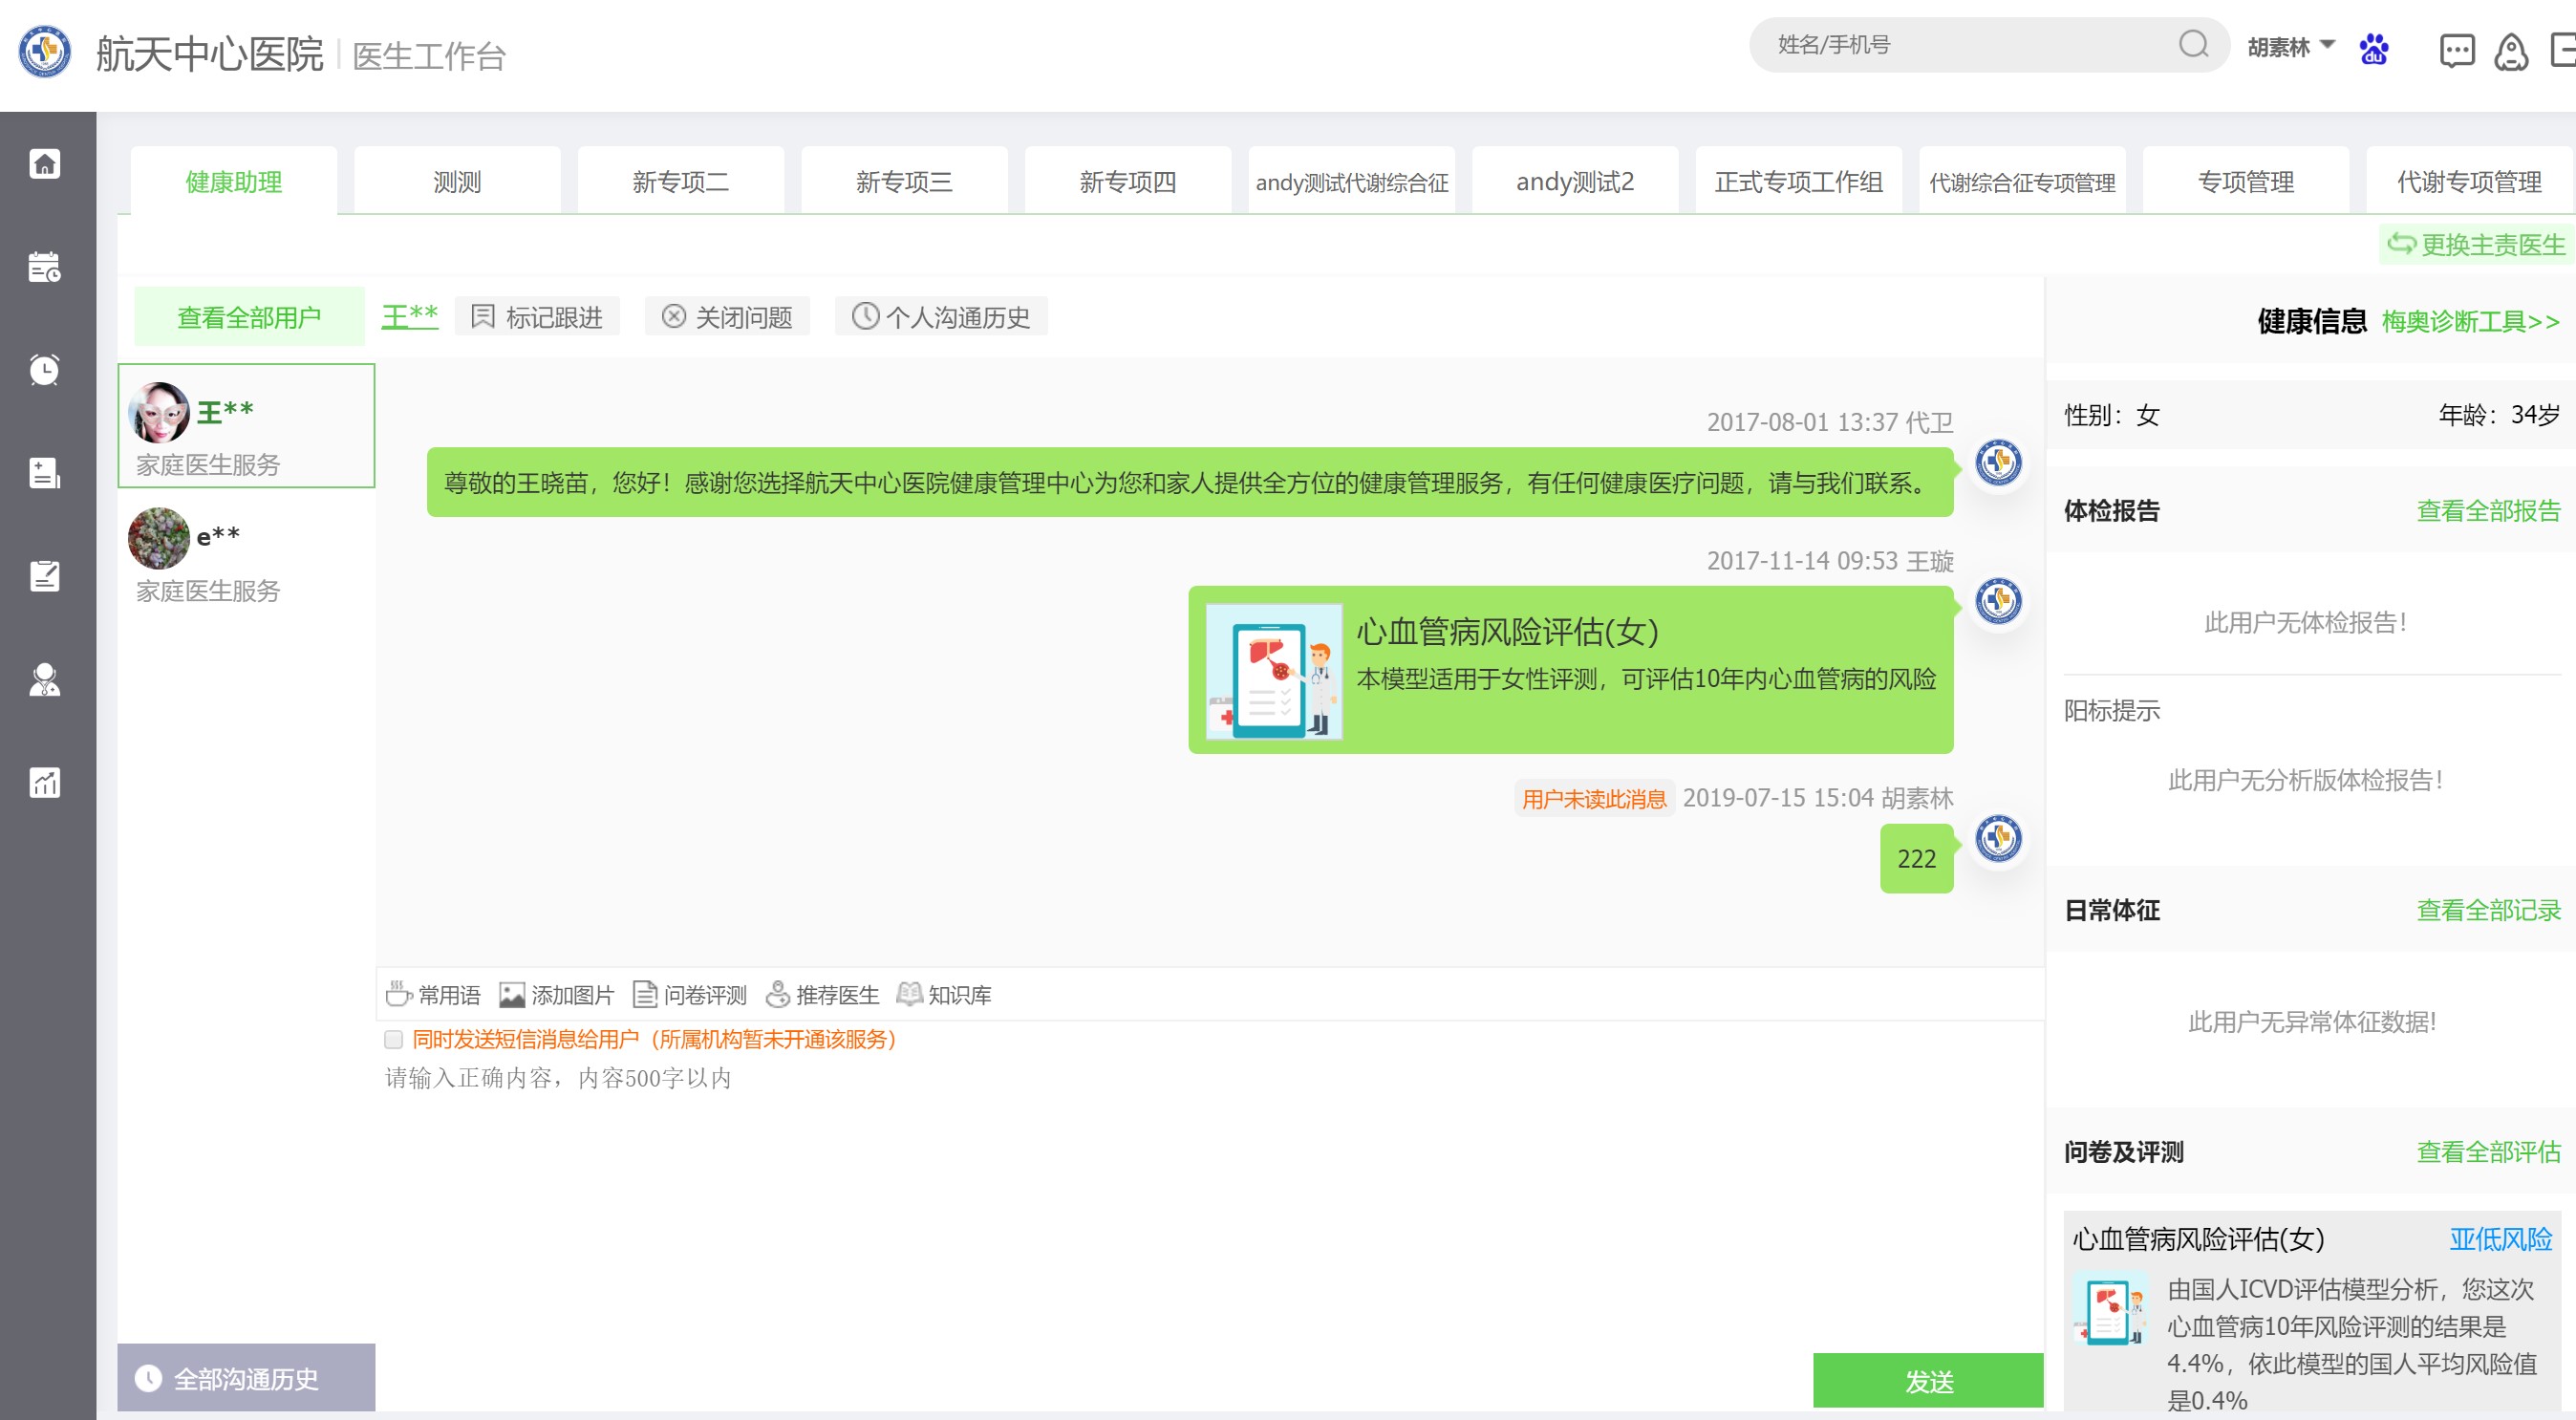 航天中心医院 | 医生工作台
姓名/手机号
胡素林
健康助理
测测
新专项二
新专项三
新专项四
andy测试代谢综合征
andy测试2
正式专项工作组
代谢综合征专项管理
专项管理
代谢专项管理
更换主责医生
查看全部用户
王**
标记跟进
关闭问题
个人沟通历史
王**
家庭医生服务
e**
家庭医生服务
全部沟通历史
2017-08-01 13:37 代卫
尊敬的王晓苗，您好！感谢您选择航天中心医院健康管理中心为您和家人提供全方位的健康管理服务，有任何健康医疗问题，请与我们联系。
2017-11-14 09:53 王璇
心血管病风险评估(女)
本模型适用于女性评测，可评估10年内心血管病的风险
用户未读此消息 2019-07-15 15:04 胡素林
222
常用语
添加图片
问卷评测
推荐医生
知识库
同时发送短信消息给用户（所属机构暂未开通该服务）
请输入正确内容，内容500字以内
发送
健康信息 梅奥诊断工具>>
性别：女 年龄：34岁
体检报告 查看全部报告
此用户无体检报告！
阳标提示
此用户无分析版体检报告！
日常体征 查看全部记录
此用户无异常体征数据!
问卷及评测 查看全部评估
心血管病风险评估(女) 亚低风险
由国人ICVD评估模型分析，您这次
心血管病10年风险评测的结果是
4.4%，依此模型的国人平均风险值
是0.4%